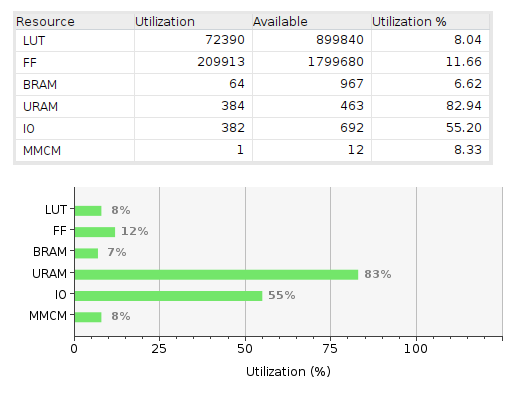 Resource Utilization Available Utilization %
LUT 72390 899840 8.04
FF 209913 1799680 11.66
BRAM 64 967 6.62
URAM 384 463 82.94
IO 382 692 55.20
MMCM 1 12 8.33
LUT 8%
FF 12%
BRAM 7%
URAM 83%
IO 55%
MMCM 8%
0 25 50 75 100
Utilization (%)